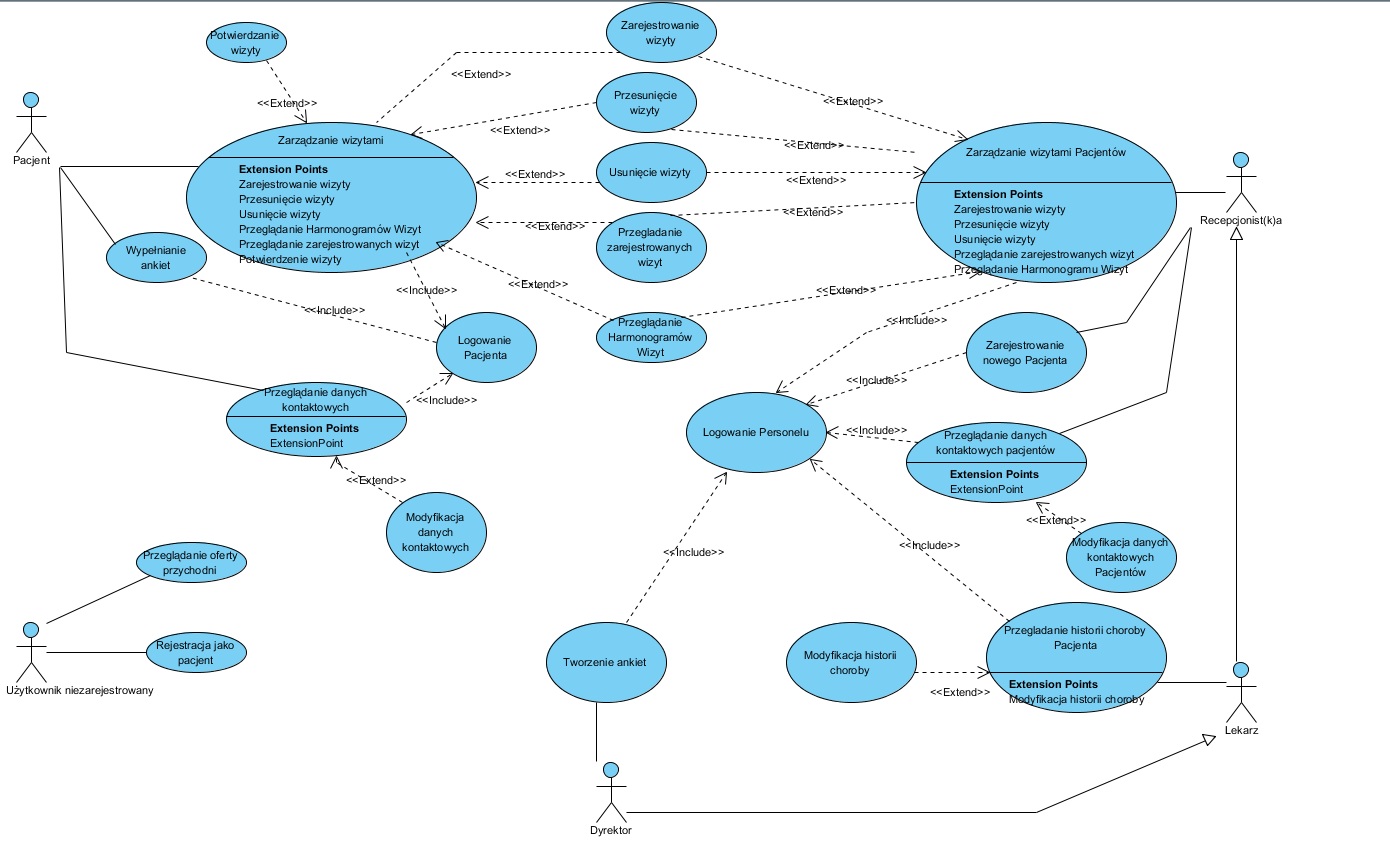 Zarejestrowanie
wizyty
Potwierdzanie
wizyty
<<Extend>>
<<Extend>>
<<Extend>>
Przesunięcie
wizyty
<<Extend>>
<<Extend>>
Pacjent
Zarządzanie wizytami
Extension Points
Zarejestrowanie wizyty
Przesunięcie wizyty
Usunięcie wizyty
Przeglądanie Harmonogramów Wizyt
Przeglądanie zarejestrowanych wizyt
Potwierdzenie wizyty
<<Extend>>
Usunięcie wizyty
<<Extend>>
<<Extend>>
Zarządzanie wizytami Pacjentów
Extension Points
Zarejestrowanie wizyty
Przesunięcie wizyty
Usunięcie wizyty
Przeglądanie zarejestrowanych wizyt
Przeglądanie Harmonogramu Wizyt
Recepcjonist(k)a
<<Extend>>
Przegladanie
zarejestrowanych
wizyt
<<Extend>>
Wypełnianie
ankiet
<<Include>>
<<Include>>
<<Extend>>
<<Extend>>
Przeglądanie
Harmonogramów
Wizyt
<<Include>>
Logowanie
Pacjenta
Zarejestrowanie
nowego Pacjenta
<<Include>>
Przeglądanie danych
kontaktowych
Extension Points
ExtensionPoint
<<Include>>
Logowanie Personelu
<<Include>>
Przeglądanie danych
kontaktowych pacjentów
Extension Points
ExtensionPoint
<<Extend>>
Modyfikacja
danych
kontaktowych
<<Extend>>
Modyfikacja danych
kontaktowych
Pacjentów
<<Include>>
<<Include>>
Przeglądanie oferty
przychodni
Rejestracja jako
pacjent
Użytkownik niezarejestrowany
Tworzenie ankiet
Modyfikacja historii
choroby
<<Extend>>
Przegladanie historii choroby
Pacjenta
Extension Points
Modyfikacja historii choroby
Lekarz
Dyrektor